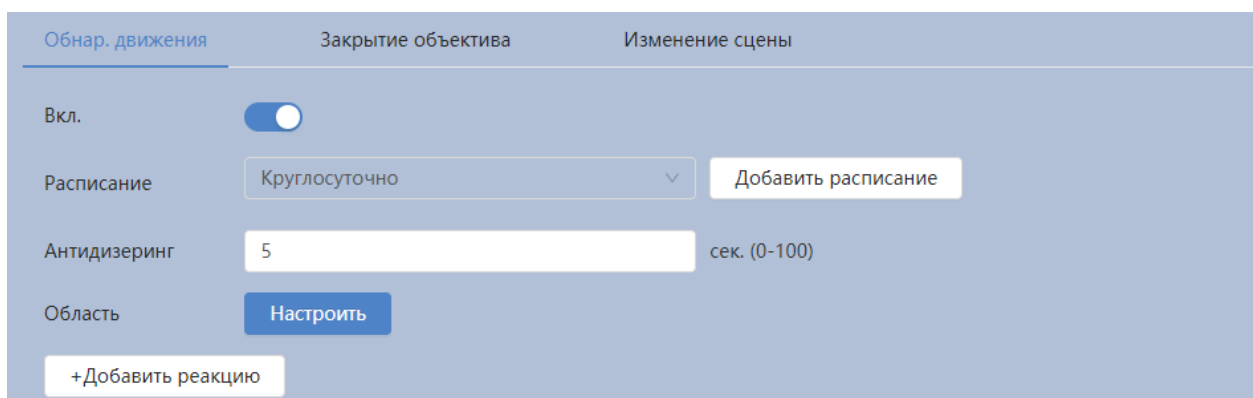 Обнар. движения Закрытие объектива Изменение сцены
Вкл.
Расписание Круглосуточно Добавить расписание
Антидизеринг 5 сек. (0-100)
Область Настроить
+Добавить реакцию